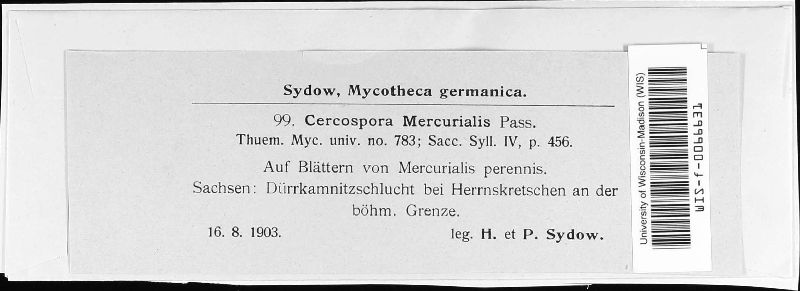 Sydow, Mycotheca germanica.
99. Cercospora Mercurialis Pass.
Thuem. Myc. univ. no. 783; Sacc. Syll. IV, p. 456.
Auf Blättern von Mercurialis perennis.
Sachsen: Dürrkamnitzschlucht bei Herrnskretschen an der
böhm. Grenze.
16. 8. 1903. leg. H. et P. Sydow.
University of Wisconsin-Madison (WIS)
WIS-f-0090661